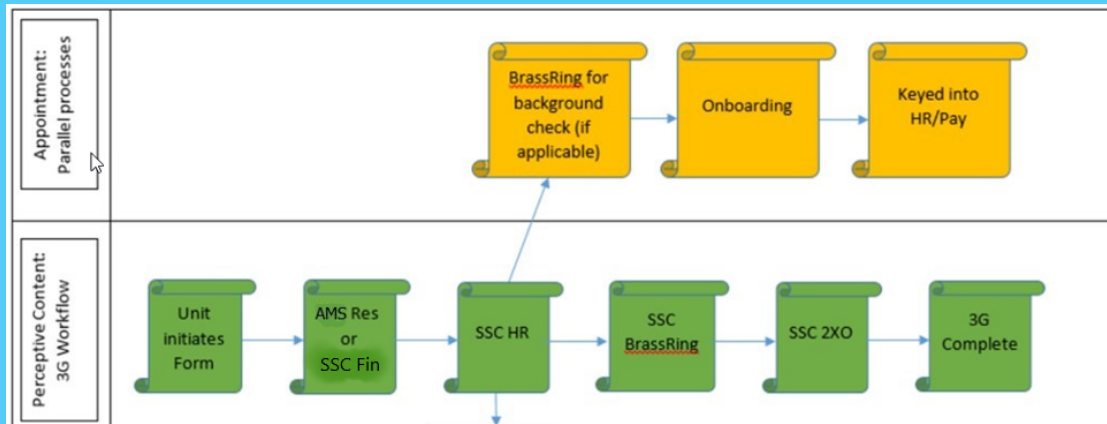 Appointment:
Parallel processes
BrassRing for
background
check (if
applicable)
Onboarding
Keyed into
HR/Pay
Perceptive Content:
3G Workflow
Unit
initiates
Form
AMS Res
or
SSC Fin
SSC HR
SSC
BrassRing
SSC 2XO
3G
Complete